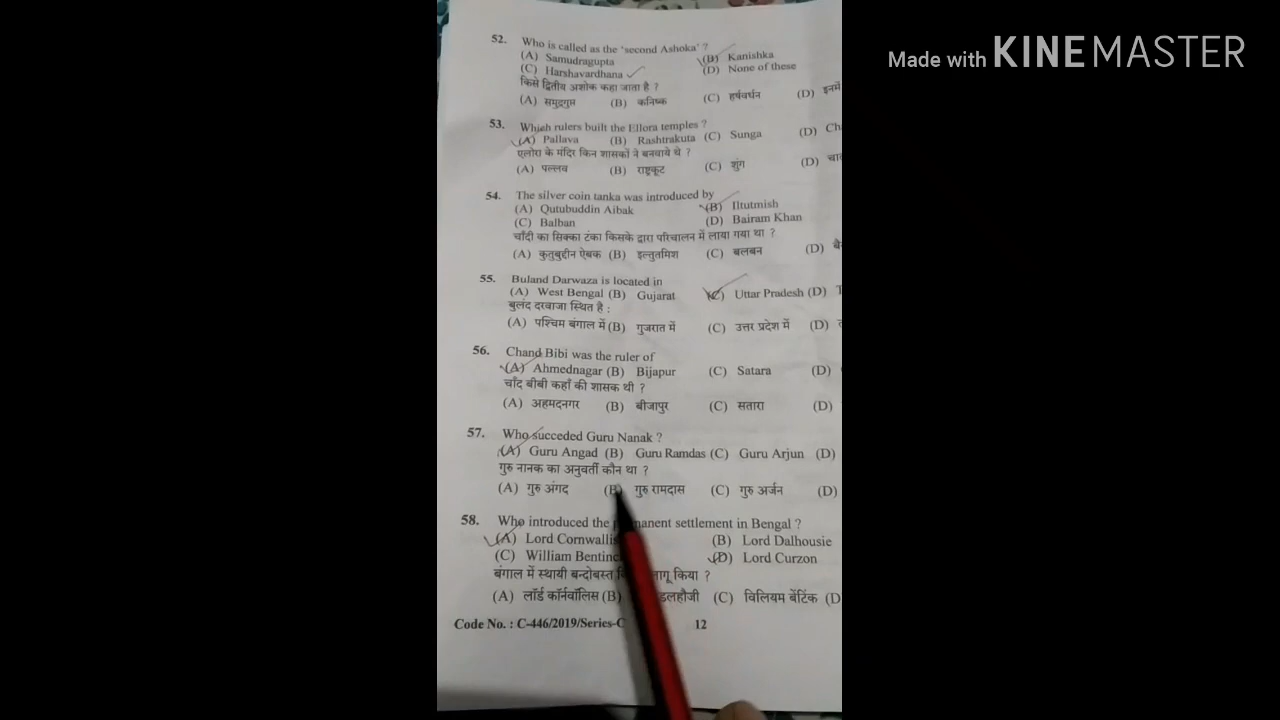 Made with KINEMASTER
52. Who is called as the 'second Ashoka' ?
(A) Samudragupta (B) Kanishka
(C) Harshavardhana (D) None of these
किसे द्वितीय अशोक कहा जाता है ?
(A) समुद्रगुप्त (B) कनिष्क (C) हर्षवर्धन (D) इनमें
53. Which rulers built the Ellora temples ?
(A) Pallava (B) Rashtrakuta (C) Sunga (D) Ch
एलोरा के मंदिर किन शासकों ने बनवाये थे ?
(A) पल्लव (B) राष्ट्रकूट (C) शुंग (D) चा
54. The silver coin tanka was introduced by
(A) Qutubuddin Aibak (B) Iltutmish
(C) Balban (D) Bairam Khan
चाँदी का सिक्का टंका किसके द्वारा परिचालन में लाया गया था ?
(A) कुतुबुद्दीन ऐबक (B) इल्तुतमिश (C) बलबन (D) बै
55. Buland Darwaza is located in
(A) West Bengal (B) Gujarat (C) Uttar Pradesh (D)
बुलंद दरवाजा स्थित है :
(A) पश्चिम बंगाल में (B) गुजरात में (C) उत्तर प्रदेश में (D)
56. Chand Bibi was the ruler of
(A) Ahmednagar (B) Bijapur (C) Satara (D)
चाँद बीबी कहाँ की शासक थी ?
(A) अहमदनगर (B) बीजापुर (C) सतारा (D)
57. Who succeded Guru Nanak ?
(A) Guru Angad (B) Guru Ramdas (C) Guru Arjun (D)
गुरु नानक का अनुवर्ती कौन था ?
(A) गुरु अंगद (B) गुरु रामदास (C) गुरु अर्जन (D)
58. Who introduced the manent settlement in Bengal ?
(A) Lord Cornwallis (B) Lord Dalhousie
(C) William Bentinc (D) Lord Curzon
बंगाल में स्थायी बन्दोबस्त लागू किया ?
(A) लॉर्ड कॉर्नवॉलिस (B) डलहौजी (C) विलियम बेंटिंक (D
Code No. : C-446/2019/Series-C 12